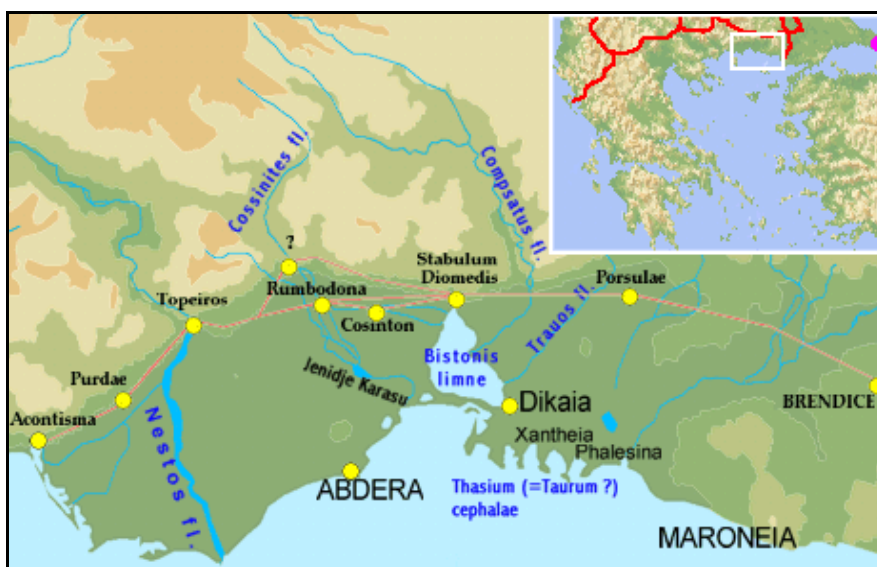 Cossinites fl.
Compsatus fl.
?
Stabulum
Diomedis
Porsulae
Topeiros
Rumbodona
Cosinton
Trauos fl.
Bistonis
limne
Purdae
Jenidje Karasu
Acontisma
Nestos fl.
Dikaia
BRENDICE
Xantheia
Phalesina
ABDERA
Thasium (=Taurum ?)
cephalae
MARONEIA